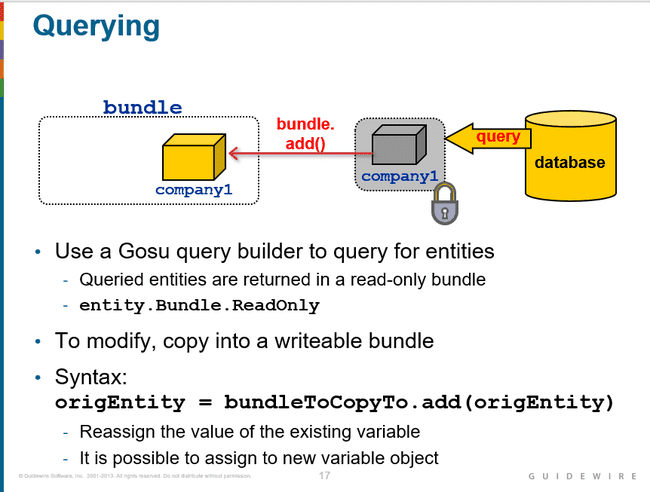 Querying
bundle
bundle.
add()
query
database
company1
company1
• Use a Gosu query builder to query for entities
- Queried entities are returned in a read-only bundle
- entity.Bundle.ReadOnly
• To modify, copy into a writeable bundle
• Syntax:
origEntity = bundleToCopyTo.add(origEntity)
- Reassign the value of the existing variable
- It is possible to assign to new variable object
© Guidewire Software, Inc. 2001-2013. All rights reserved. Do not distribute without permission.
17
GUIDEWIRE